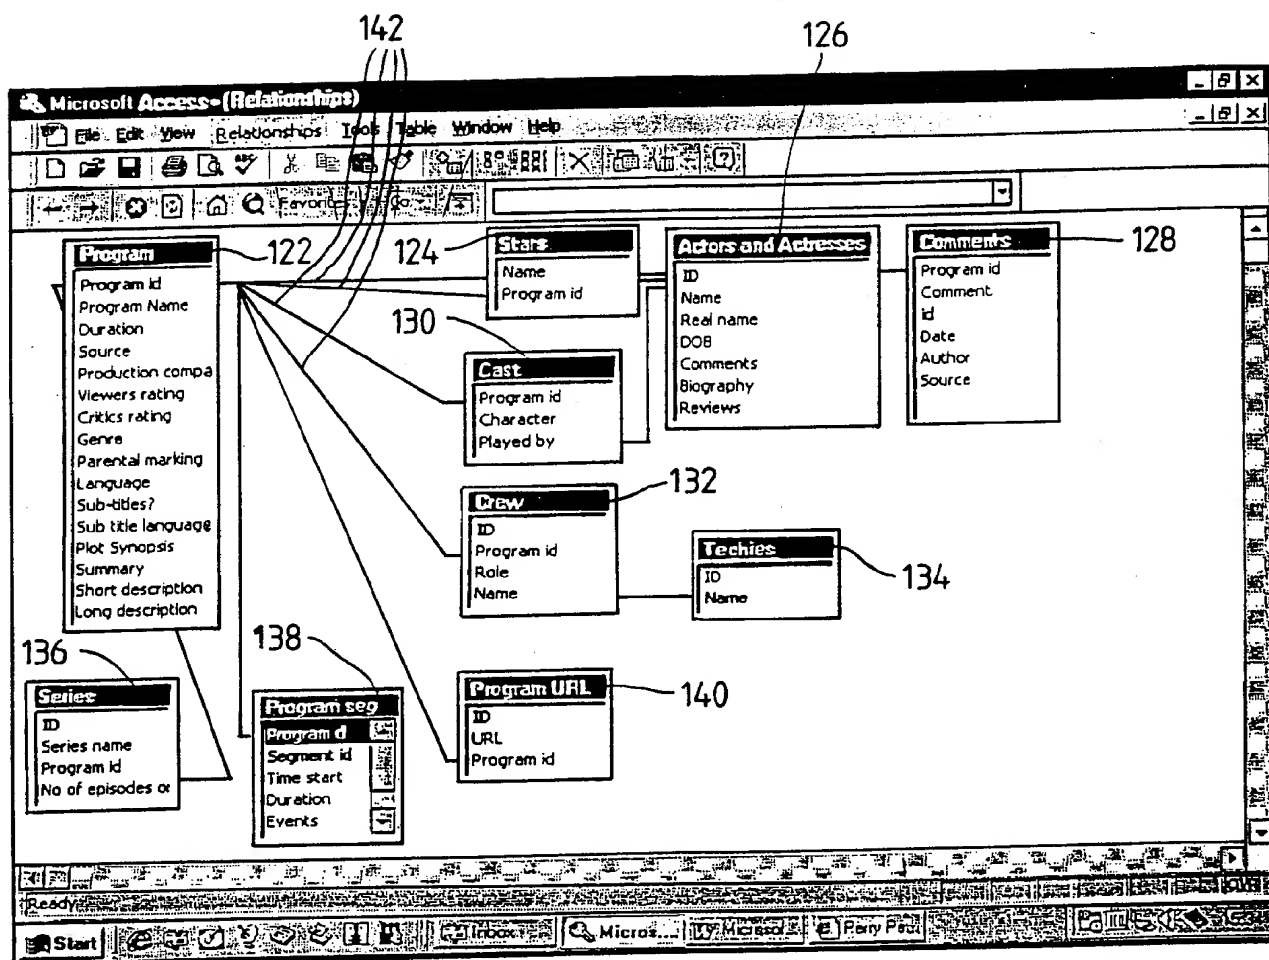 142
126
Microsoft Access - (Relationships)
File Edit View Relationships Tools Table Window Help
Favorites Go
Program
122
Program id
Program Name
Duration
Source
Production compa
Viewers rating
Critics rating
Genre
Parental marking
Language
Sub-titles?
Sub title language
Plot Synopsis
Summary
Short description
Long description
124
Stars
Name
Program id
Actors and Actresses
ID
Name
Real name
DOB
Comments
Biography
Reviews
Comments
128
Program id
Comment
id
Date
Author
Source
130
Cast
Program id
Character
Played by
Crew
132
ID
Program id
Role
Name
Techies
134
ID
Name
136
Series
ID
Series name
Program id
No of episodes or
138
Program seg
Program d
Segment id
Time start
Duration
Events
Program URL
140
ID
URL
Program id
Ready
Start Inbox Micros... Microsof...